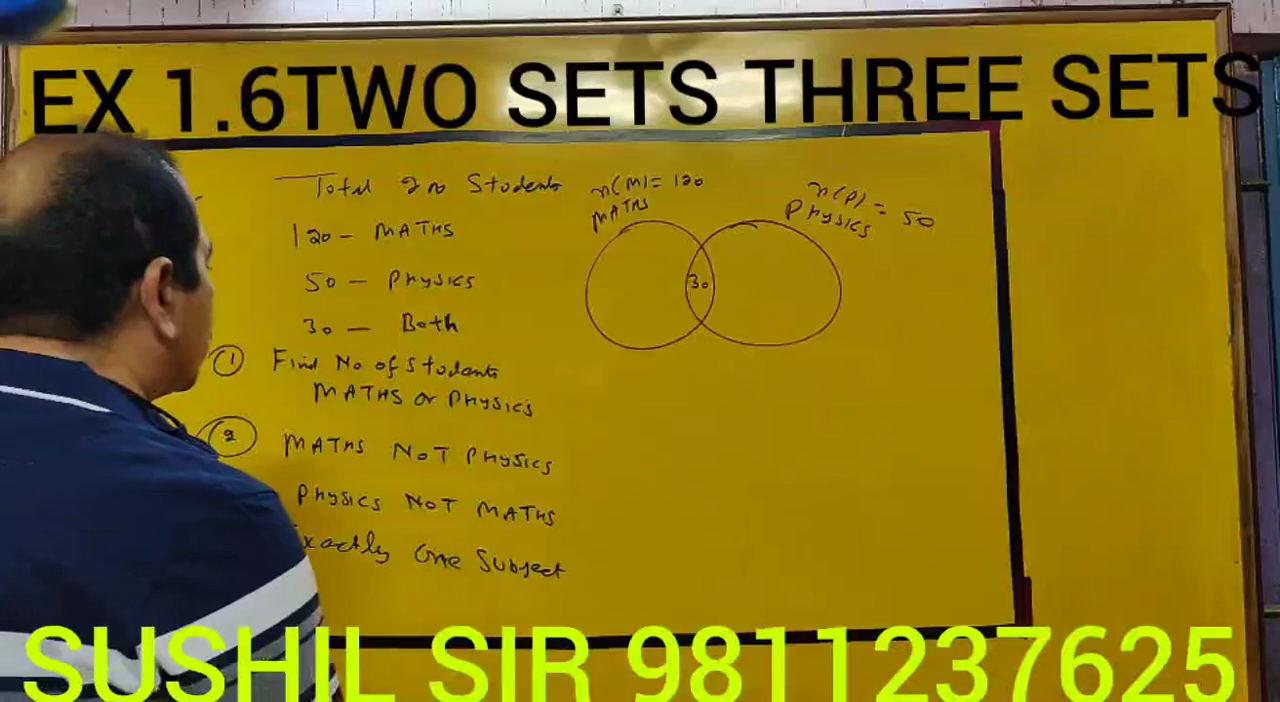 EX 1.6TWO SETS THREE SETS
Total 200 Students
120 - MATHS
50 - PHYSICS
30 - Both
1 Find No of Students
MATHS or PHYSICS
2 MATHS NOT PHYSICS
PHYSICS NOT MATHS
xactly One Subject
n(M) = 120
MATHS
n(P) = 50
PHYSICS
30
SUSHIL SIR 9811237625